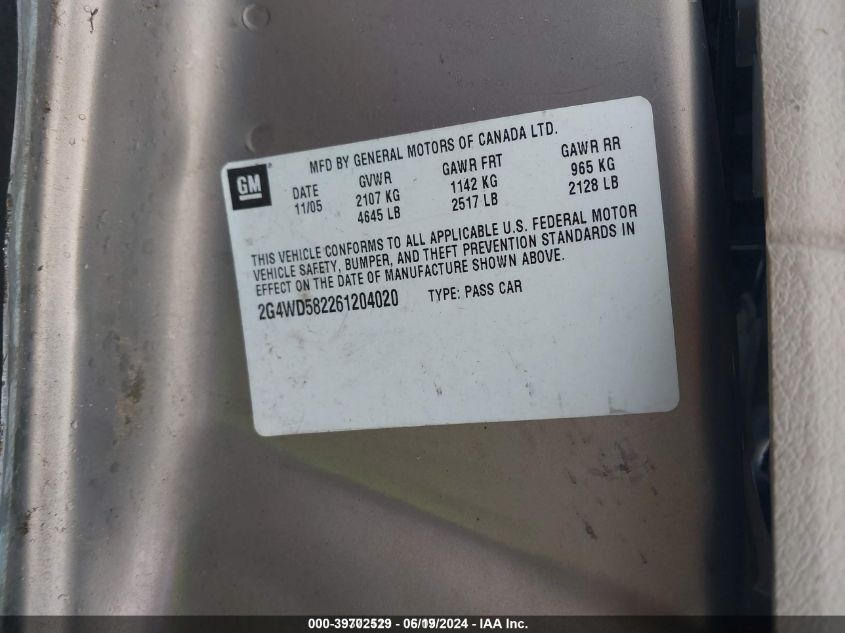 MFD BY GENERAL MOTORS OF CANADA LTD.
GM
DATE GVWR GAWR FRT GAWR RR
11/05 2107 KG 1142 KG 965 KG
4645 LB 2517 LB 2128 LB
THIS VEHICLE CONFORMS TO ALL APPLICABLE U.S. FEDERAL MOTOR
VEHICLE SAFETY, BUMPER, AND THEFT PREVENTION STANDARDS IN
EFFECT ON THE DATE OF MANUFACTURE SHOWN ABOVE.
2G4WD582261204020 TYPE: PASS CAR
000-39702529 - 06/19/2024 - IAA Inc.